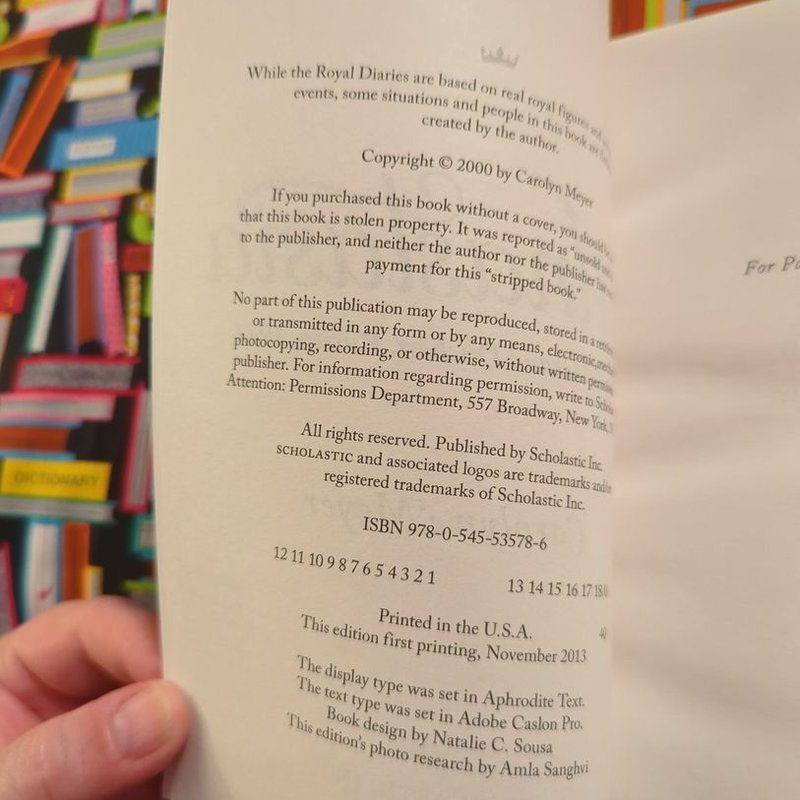 While the Royal Diaries are based on real royal figures and
events, some situations and people in this book are
created by the author.
Copyright © 2000 by Carolyn Meyer
If you purchased this book without a cover, you should
that this book is stolen property. It was reported as "unsold
to the publisher, and neither the author nor the publisher has
payment for this "stripped book."
No part of this publication may be reproduced, stored in a
or transmitted in any form or by any means, electronic,
photocopying, recording, or otherwise, without written
publisher. For information regarding permission, write to
Attention: Permissions Department, 557 Broadway, New York,
All rights reserved. Published by Scholastic Inc.
SCHOLASTIC and associated logos are trademarks and/or
registered trademarks of Scholastic Inc.
ISBN 978-0-545-53578-6
12 11 10 9 8 7 6 5 4 3 2 1 13 14 15 16 17 18/0
40
Printed in the U.S.A.
This edition first printing, November 2013
The display type was set in Aphrodite Text.
The text type was set in Adobe Caslon Pro.
Book design by Natalie C. Sousa
This edition's photo research by Amla Sanghvi
For
DICTIONARY